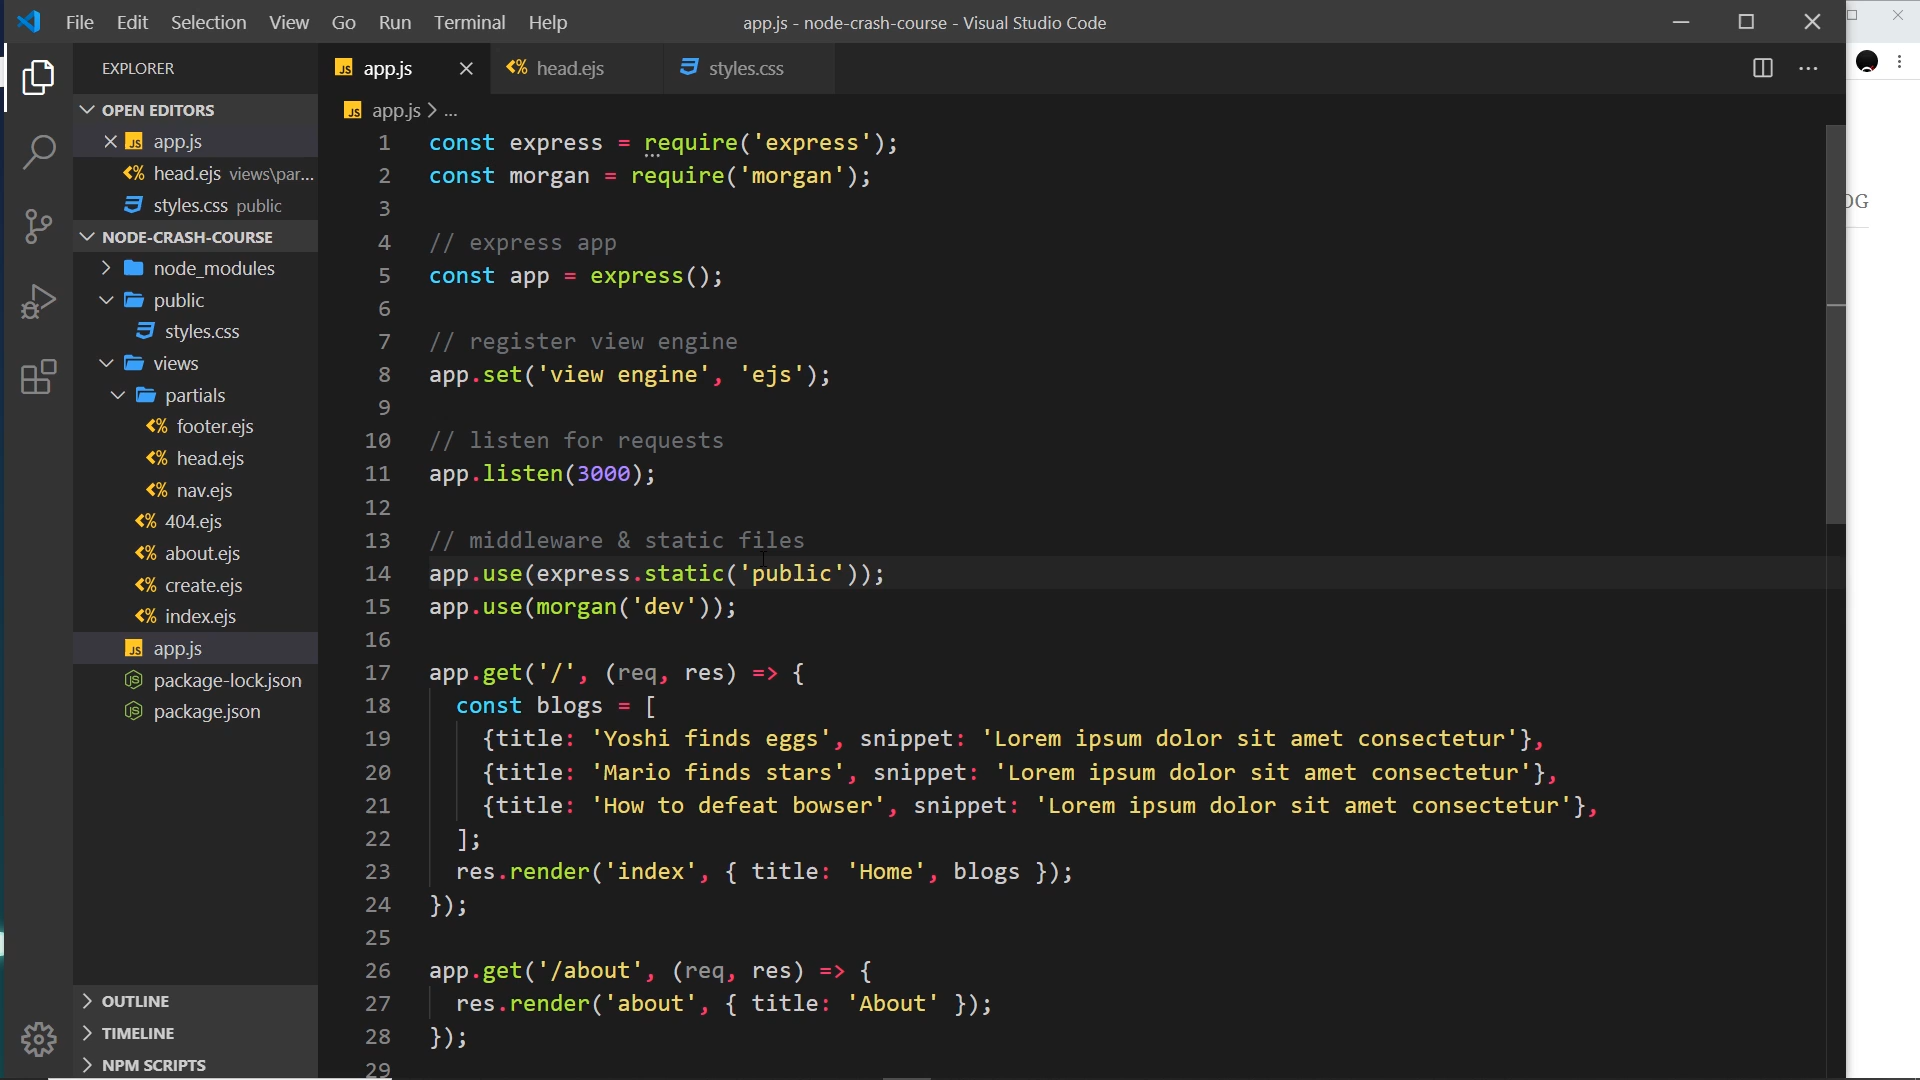 File Edit Selection View Go Run Terminal Help
app.js - node-crash-course - Visual Studio Code
EXPLORER
OPEN EDITORS
app.js
head.ejs views\par...
styles.css public
NODE-CRASH-COURSE
node_modules
public
styles.css
views
partials
footer.ejs
head.ejs
nav.ejs
404.ejs
about.ejs
create.ejs
index.ejs
app.js
package-lock.json
package.json
OUTLINE
TIMELINE
NPM SCRIPTS
JS app.js
head.ejs
styles.css
JS app.js > ...
1 const express = require('express');
2 const morgan = require('morgan');
3
4 // express app
5 const app = express();
6
7 // register view engine
8 app.set('view engine', 'ejs');
9
10 // listen for requests
11 app.listen(3000);
12
13 // middleware & static files
14 app.use(express.static('public'));
15 app.use(morgan('dev'));
16
17 app.get('/', (req, res) => {
18 const blogs = [
19 {title: 'Yoshi finds eggs', snippet: 'Lorem ipsum dolor sit amet consectetur'},
20 {title: 'Mario finds stars', snippet: 'Lorem ipsum dolor sit amet consectetur'},
21 {title: 'How to defeat bowser', snippet: 'Lorem ipsum dolor sit amet consectetur'},
22 ];
23 res.render('index', { title: 'Home', blogs });
24 });
25
26 app.get('/about', (req, res) => {
27 res.render('about', { title: 'About' });
28 });
29
OG